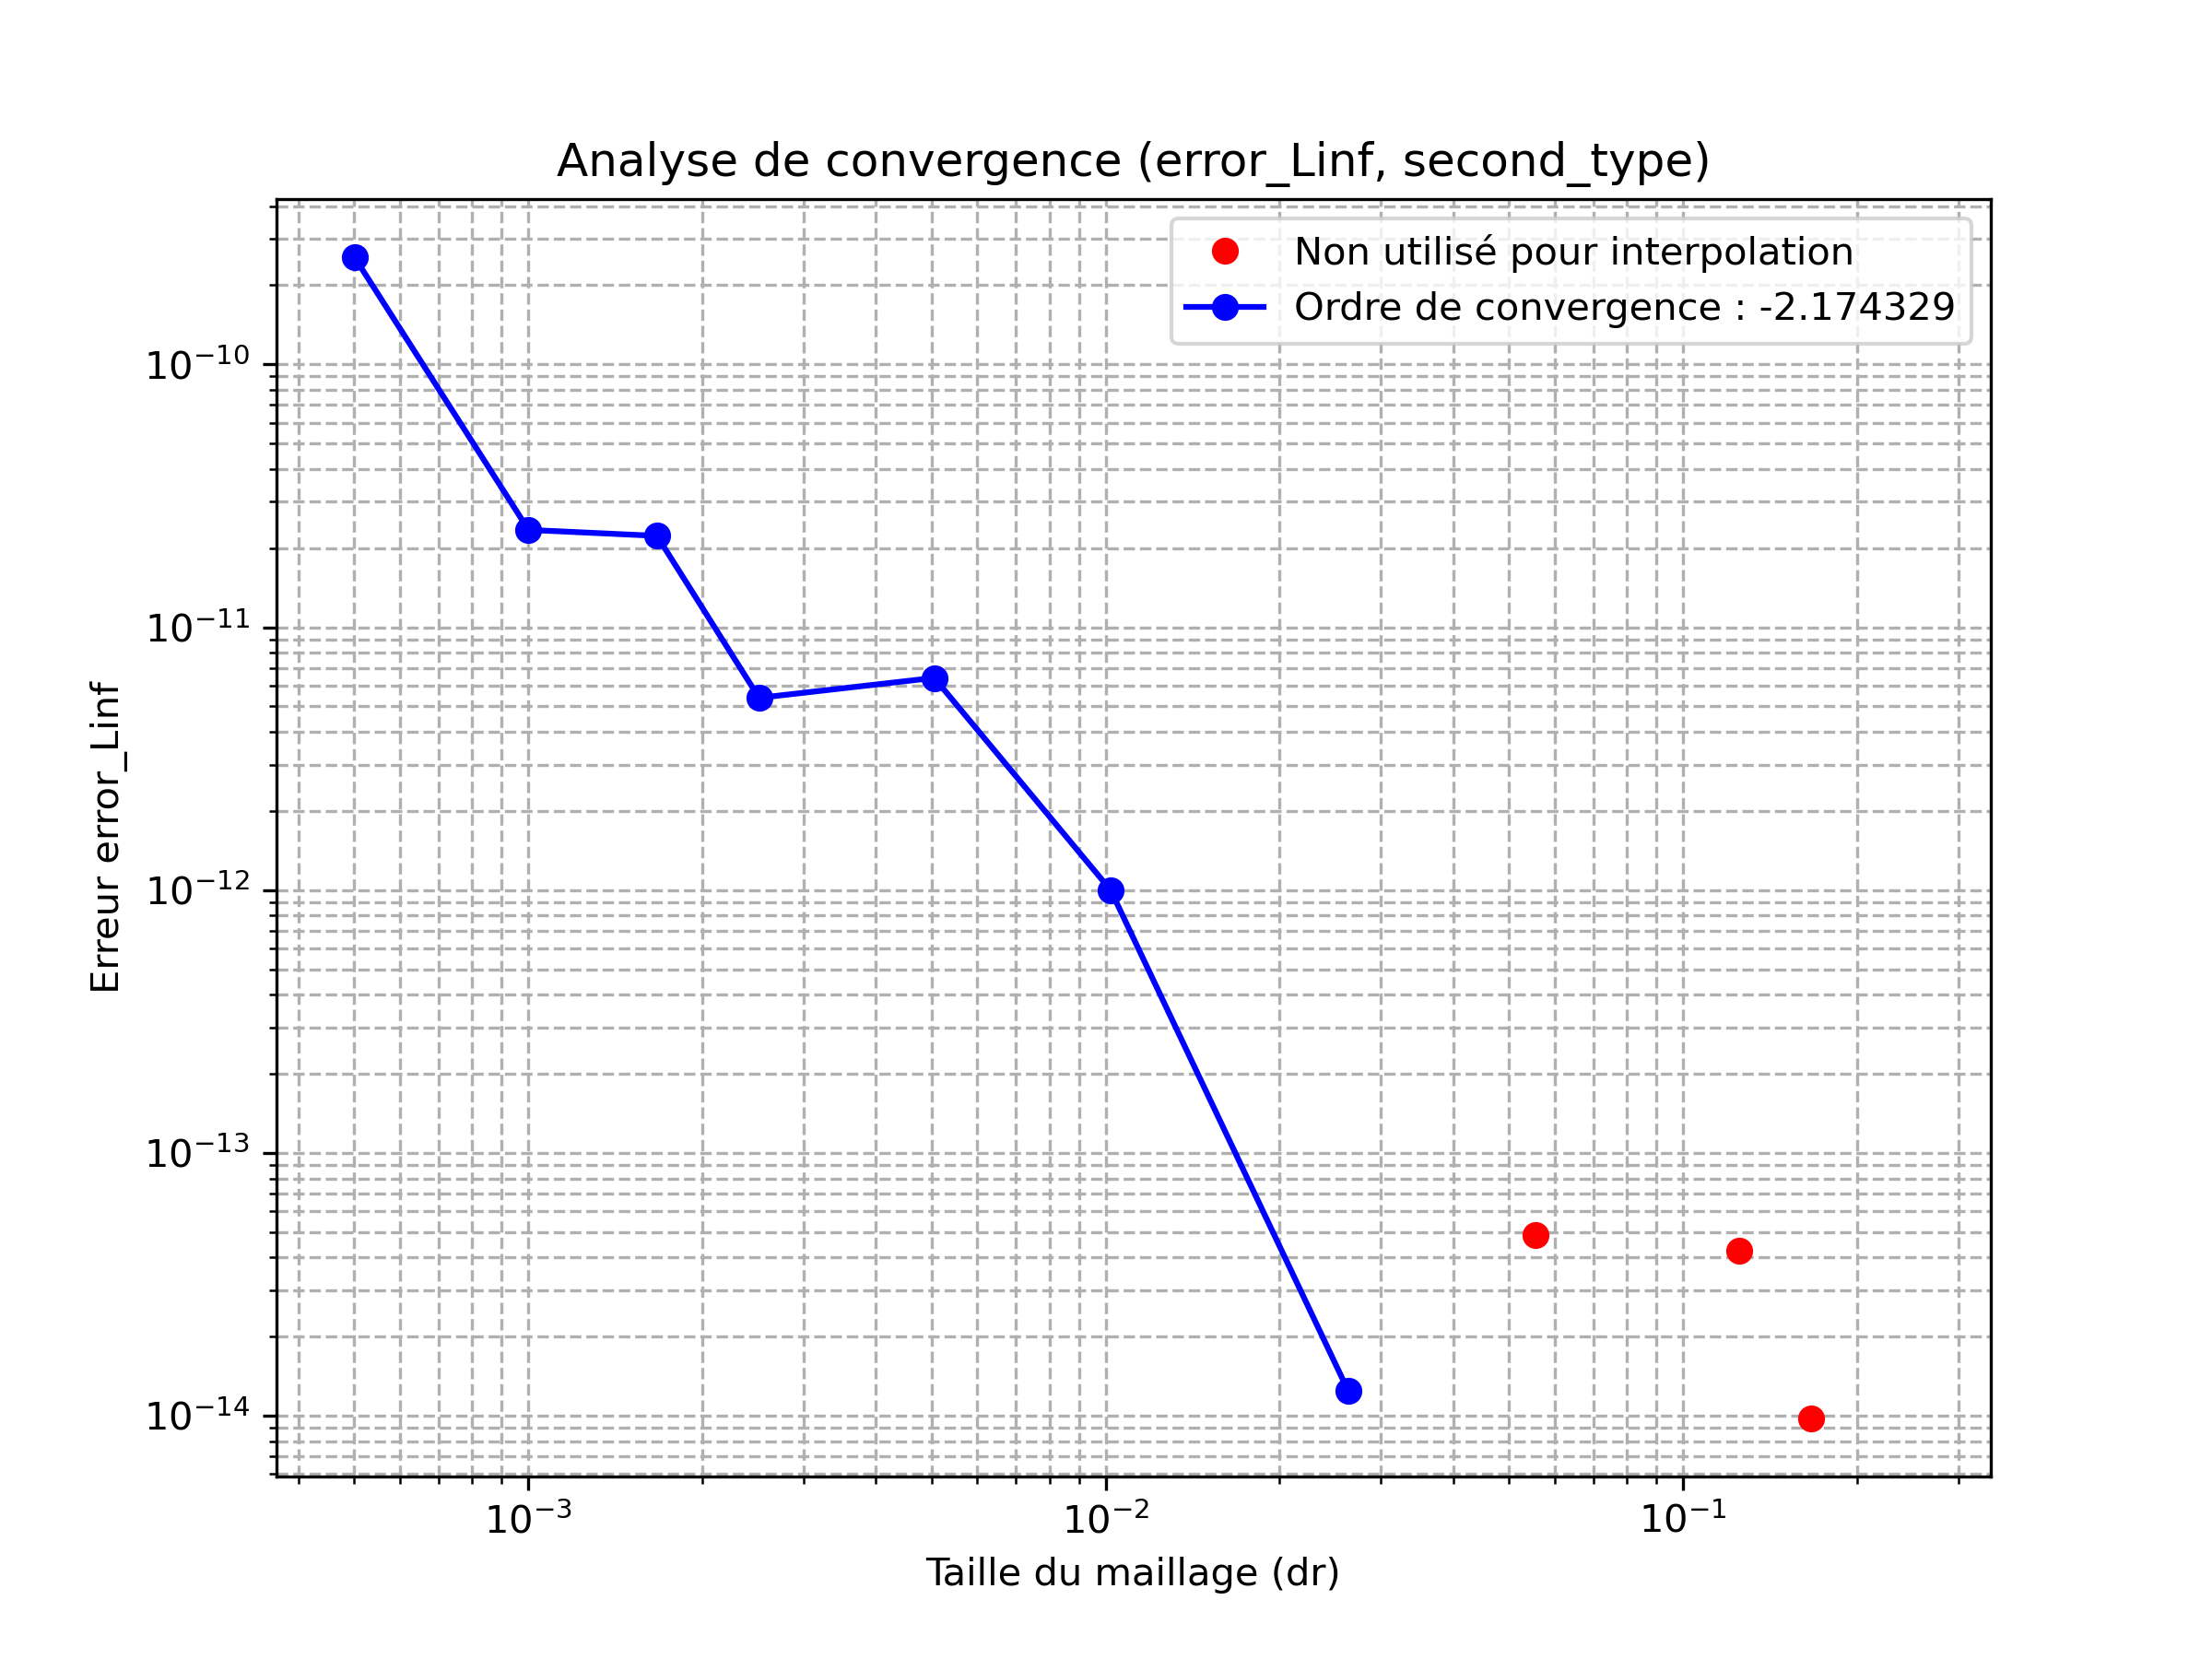 Analyse de convergence (error_Linf, second_type)
Non utilisé pour interpolation
Ordre de convergence : -2.174329
10⁻¹⁰
10⁻¹¹
10⁻¹²
10⁻¹³
10⁻¹⁴
Erreur error_Linf
10⁻³ 10⁻² 10⁻¹
Taille du maillage (dr)